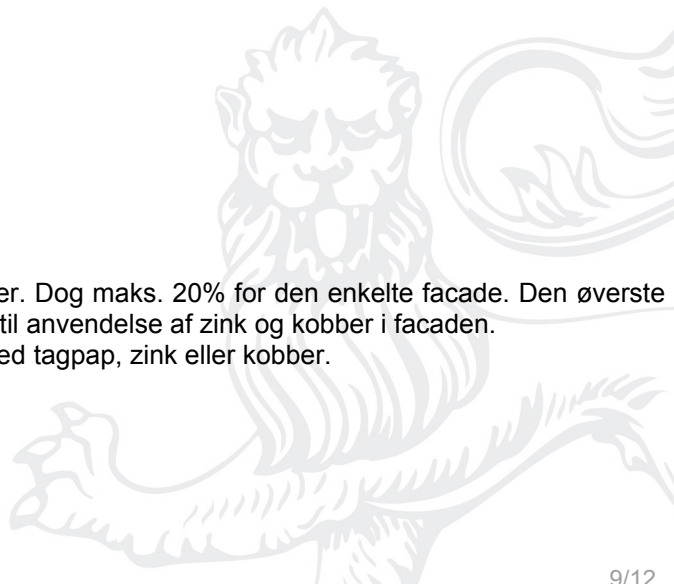 er. Dog maks. 20% for den enkelte facade. Den øverste
til anvendelse af zink og kobber i facaden.
ed tagpap, zink eller kobber.
9/12